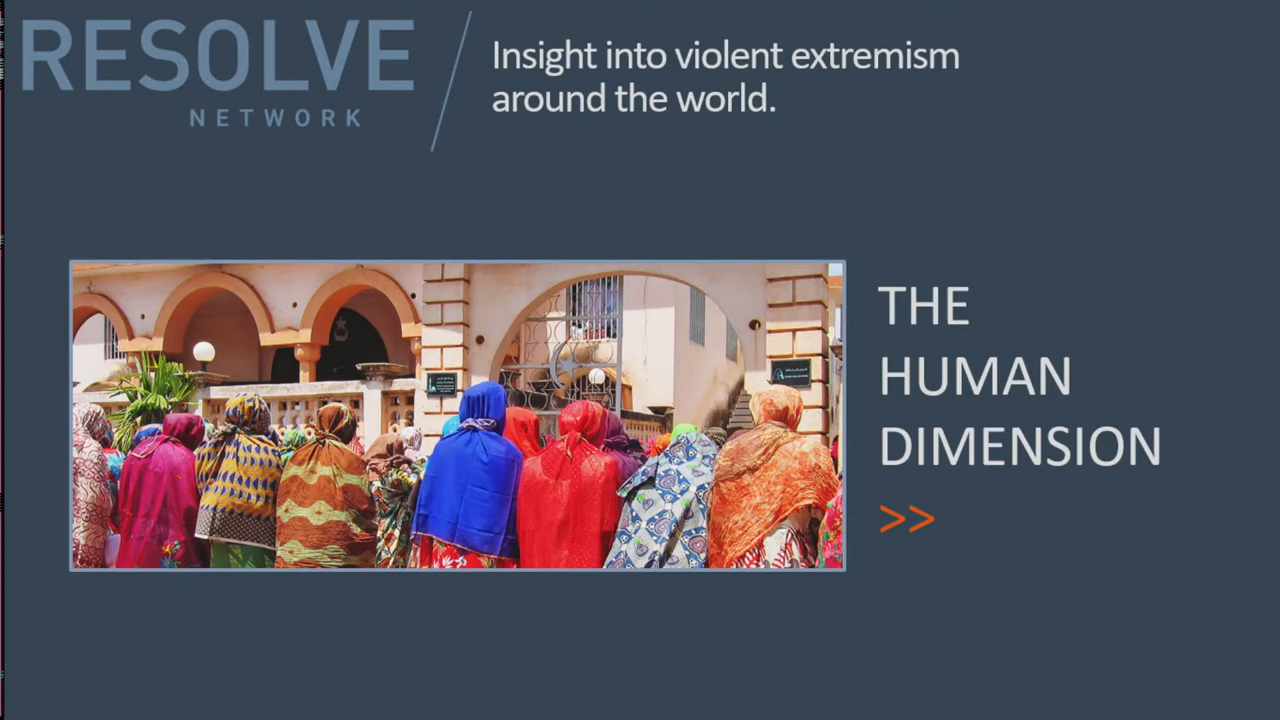 RESOLVE
NETWORK
Insight into violent extremism
around the world.
THE
HUMAN
DIMENSION
>>